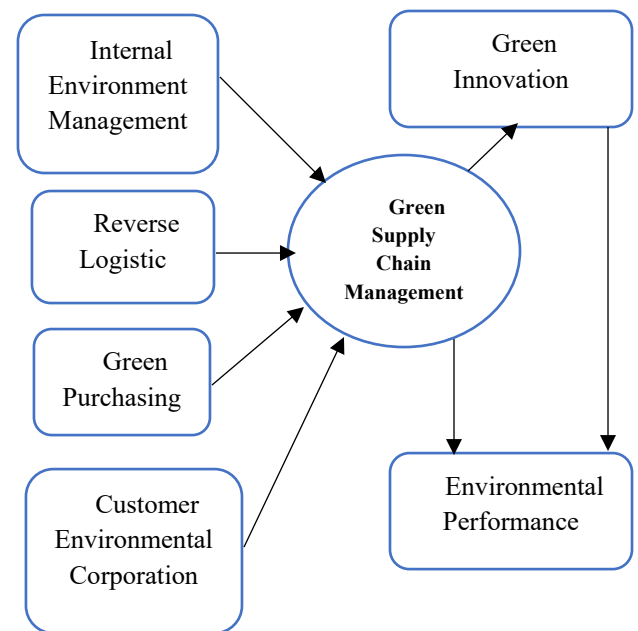 Internal
Environment
Management
Reverse
Logistic
Green
Purchasing
Customer
Environmental
Corporation
Green
Supply
Chain
Management
Green
Innovation
Environmental
Performance